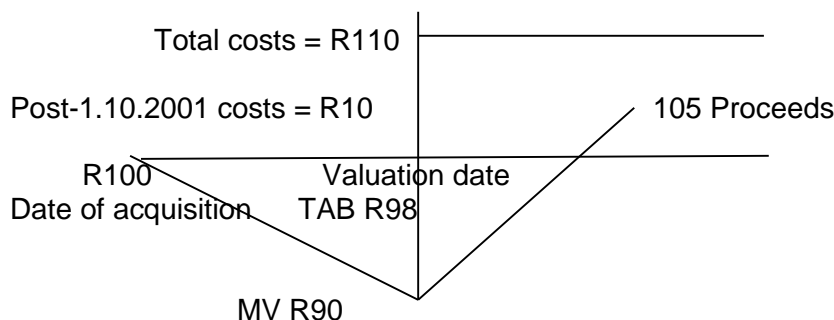 Total costs = R110
Post-1.10.2001 costs = R10 105 Proceeds
R100 Valuation date
Date of acquisition TAB R98
MV R90